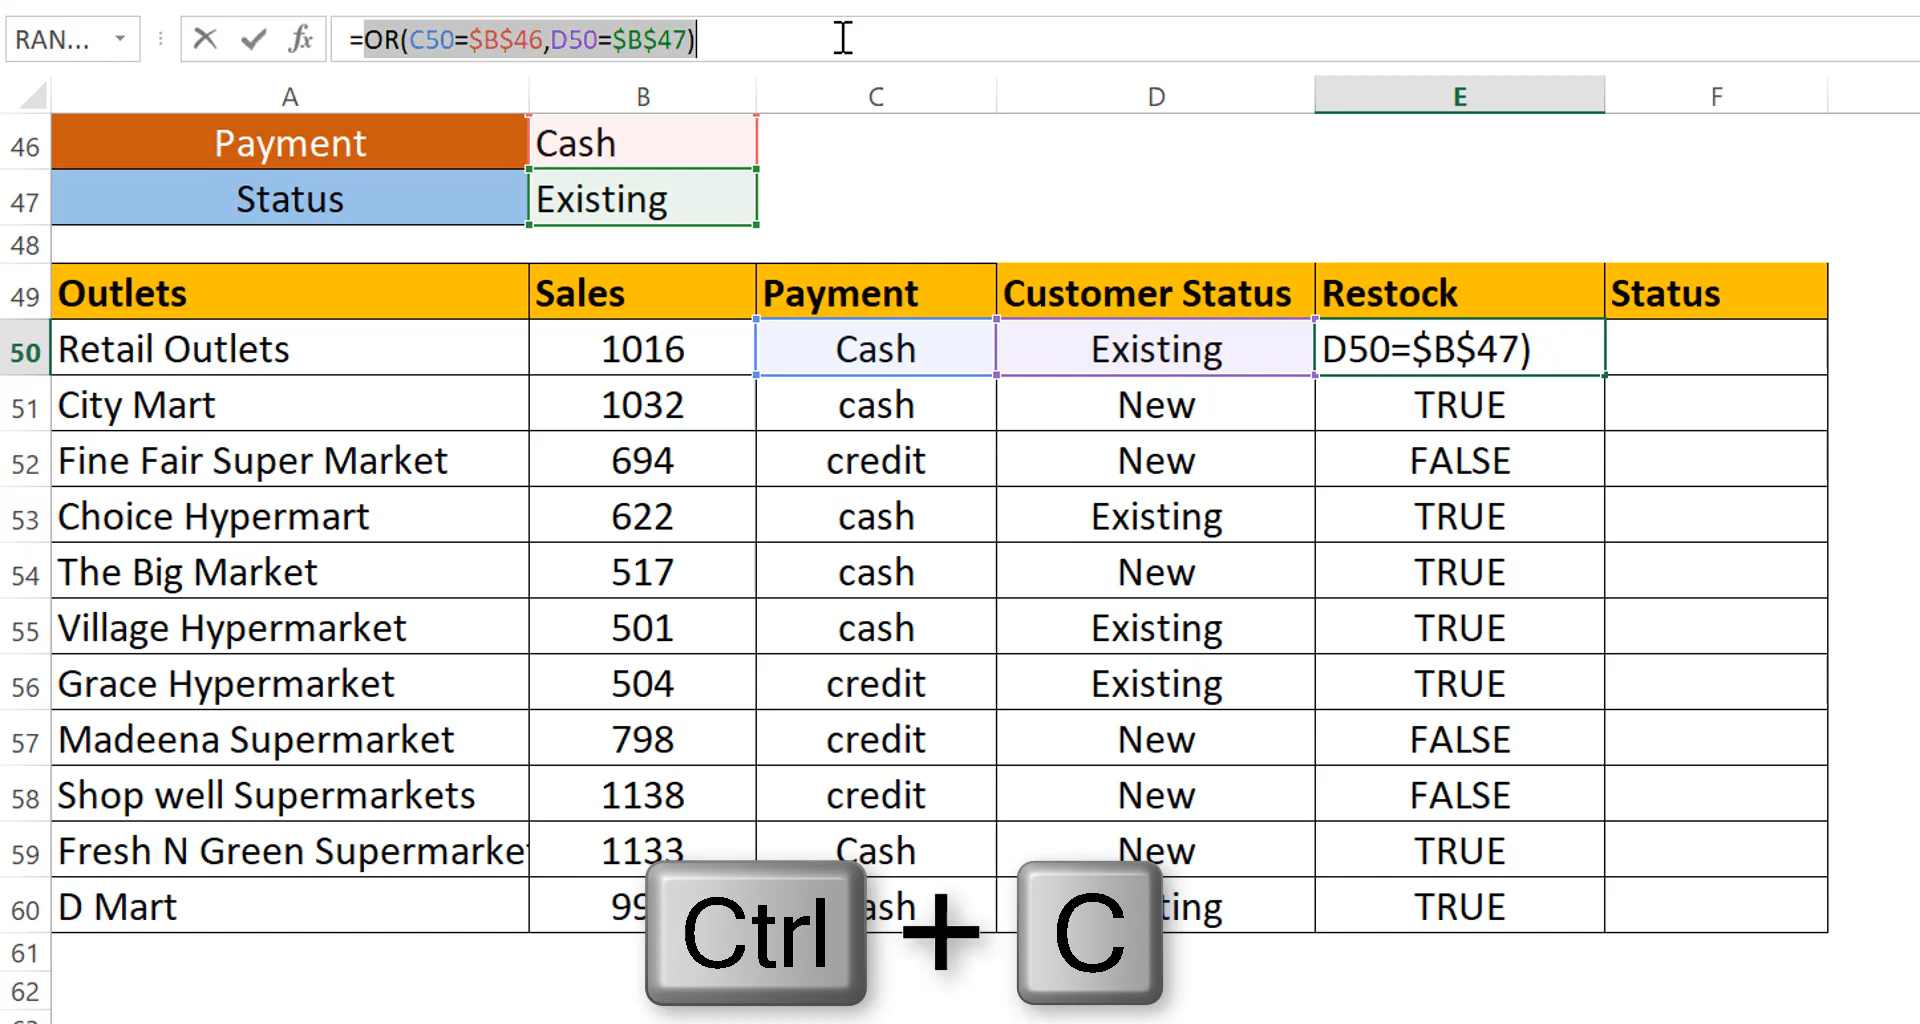 RAN... =OR(C50=$B$46,D50=$B$47)
A B C D E F
46 Payment Cash
47 Status Existing
48
49 Outlets Sales Payment Customer Status Restock Status
50 Retail Outlets 1016 Cash Existing D50=$B$47)
51 City Mart 1032 cash New TRUE
52 Fine Fair Super Market 694 credit New FALSE
53 Choice Hypermart 622 cash Existing TRUE
54 The Big Market 517 cash New TRUE
55 Village Hypermarket 501 cash Existing TRUE
56 Grace Hypermarket 504 credit Existing TRUE
57 Madeena Supermarket 798 credit New FALSE
58 Shop well Supermarkets 1138 credit New FALSE
59 Fresh N Green Supermarke 1133 Cash New TRUE
60 D Mart TRUE
61
62
Ctrl + C